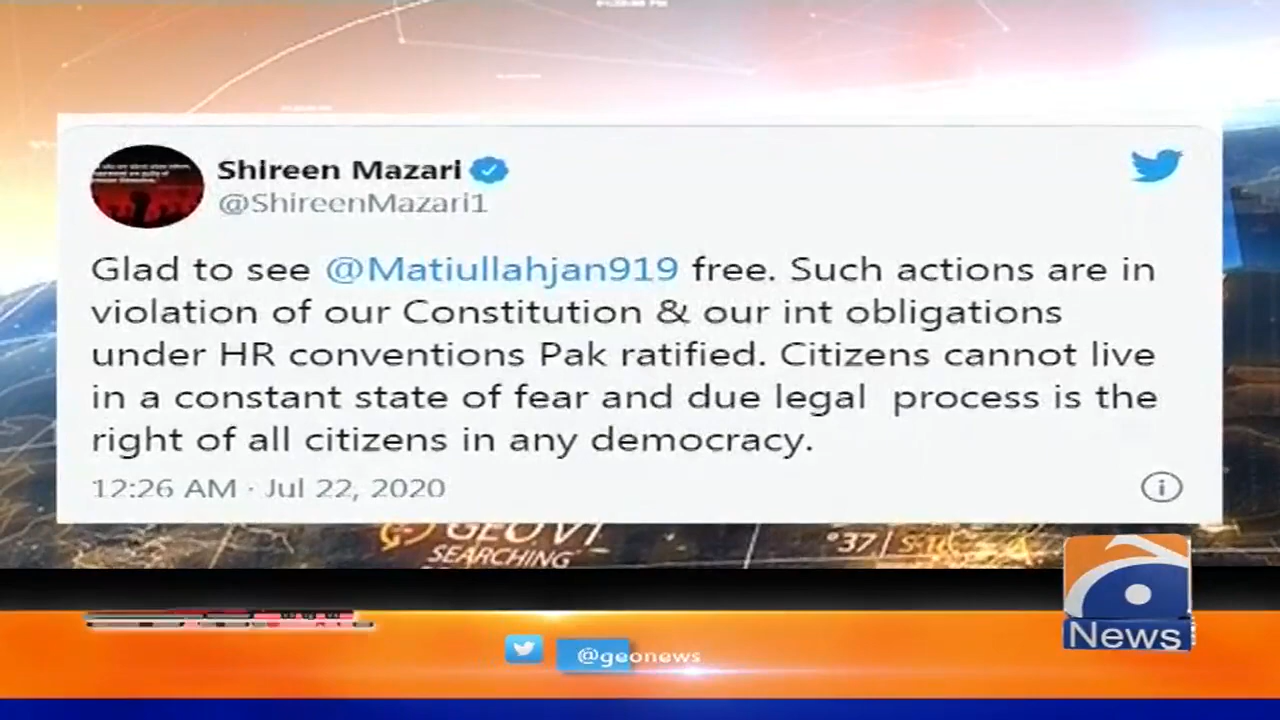 Shireen Mazari
@ShireenMazari1
Glad to see @Matiullahjan919 free. Such actions are in
violation of our Constitution & our int obligations
under HR conventions Pak ratified. Citizens cannot live
in a constant state of fear and due legal process is the
right of all citizens in any democracy.
12:26 AM · Jul 22, 2020
SEARCHING
°37
News
@geonews